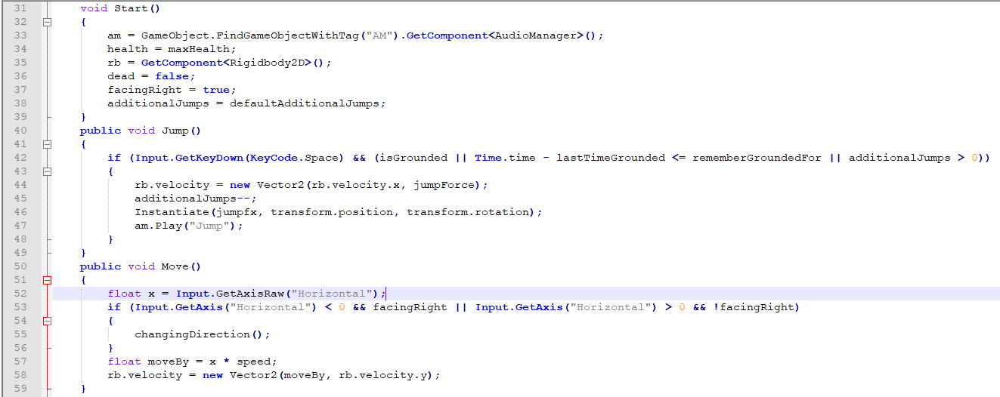 31 void Start()
32 {
33 am = GameObject.FindGameObjectWithTag("AM").GetComponent<AudioManager>();
34 health = maxHealth;
35 rb = GetComponent<Rigidbody2D>();
36 dead = false;
37 facingRight = true;
38 additionalJumps = defaultAdditionalJumps;
39 }
40 public void Jump()
41 {
42 if (Input.GetKeyDown(KeyCode.Space) && (isGrounded || Time.time - lastTimeGrounded <= rememberGroundedFor || additionalJumps > 0))
43 {
44 rb.velocity = new Vector2(rb.velocity.x, jumpForce);
45 additionalJumps--;
46 Instantiate(jumpfx, transform.position, transform.rotation);
47 am.Play("Jump");
48 }
49 }
50 public void Move()
51 {
52 float x = Input.GetAxisRaw("Horizontal");
53 if (Input.GetAxis("Horizontal") < 0 && facingRight || Input.GetAxis("Horizontal") > 0 && !facingRight)
54 {
55 changingDirection();
56 }
57 float moveBy = x * speed;
58 rb.velocity = new Vector2(moveBy, rb.velocity.y);
59 }